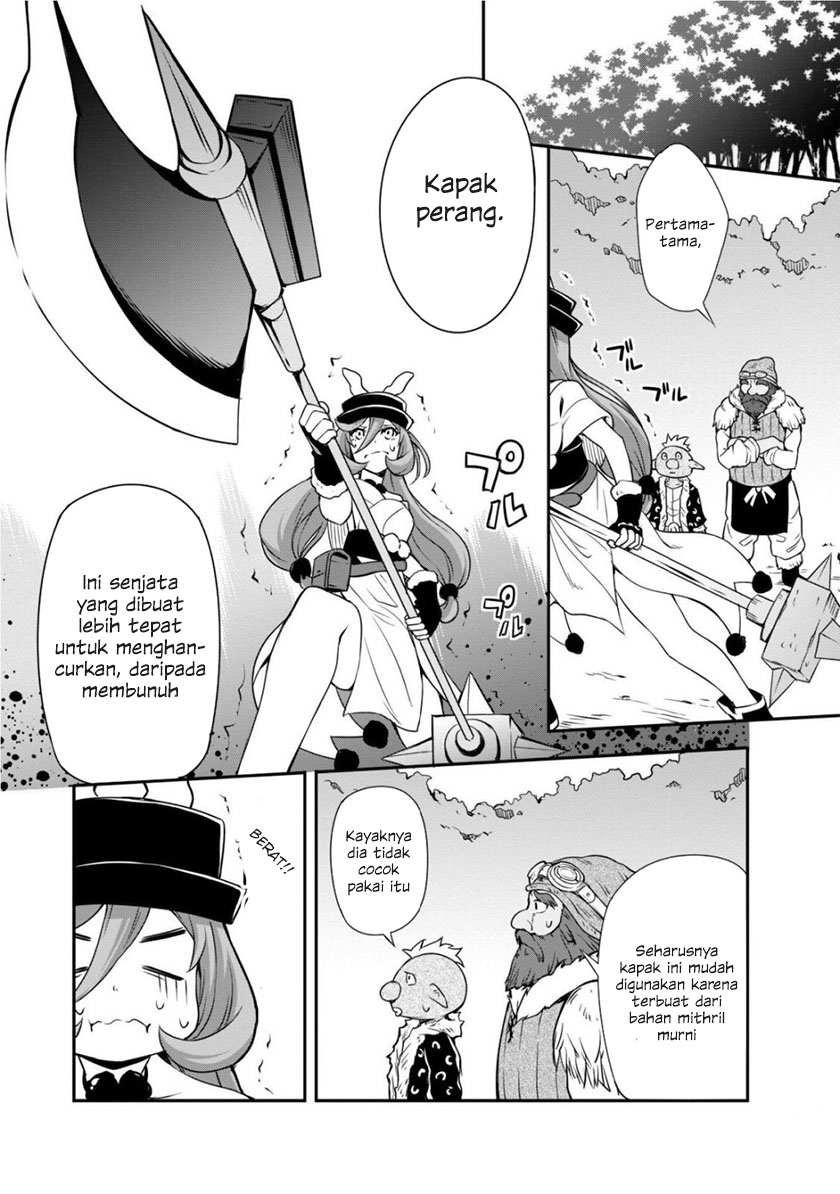 Pertama-
tama,
プル
プル
Kapak
perang.
プル
プル
Ini senjata
yang dibuat
lebih tepat
untuk menghan-
curkan, daripada
membunuh
Seharusnya
kapak ini mudah
digunakan karena
terbuat dari
bahan mithril
murni
Kayaknya
dia tidak
cocok
pakai itu
BERAT!!